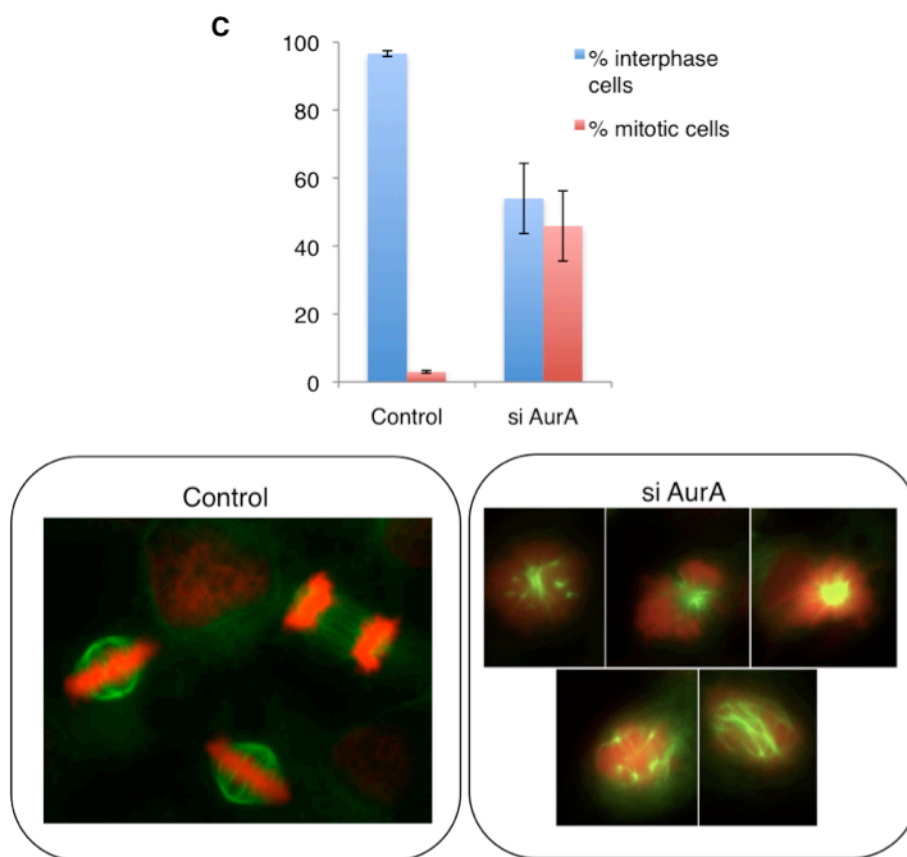 C
100
80
60
40
20
0
% interphase
cells
% mitotic cells
Control
si AurA
Control
si AurA